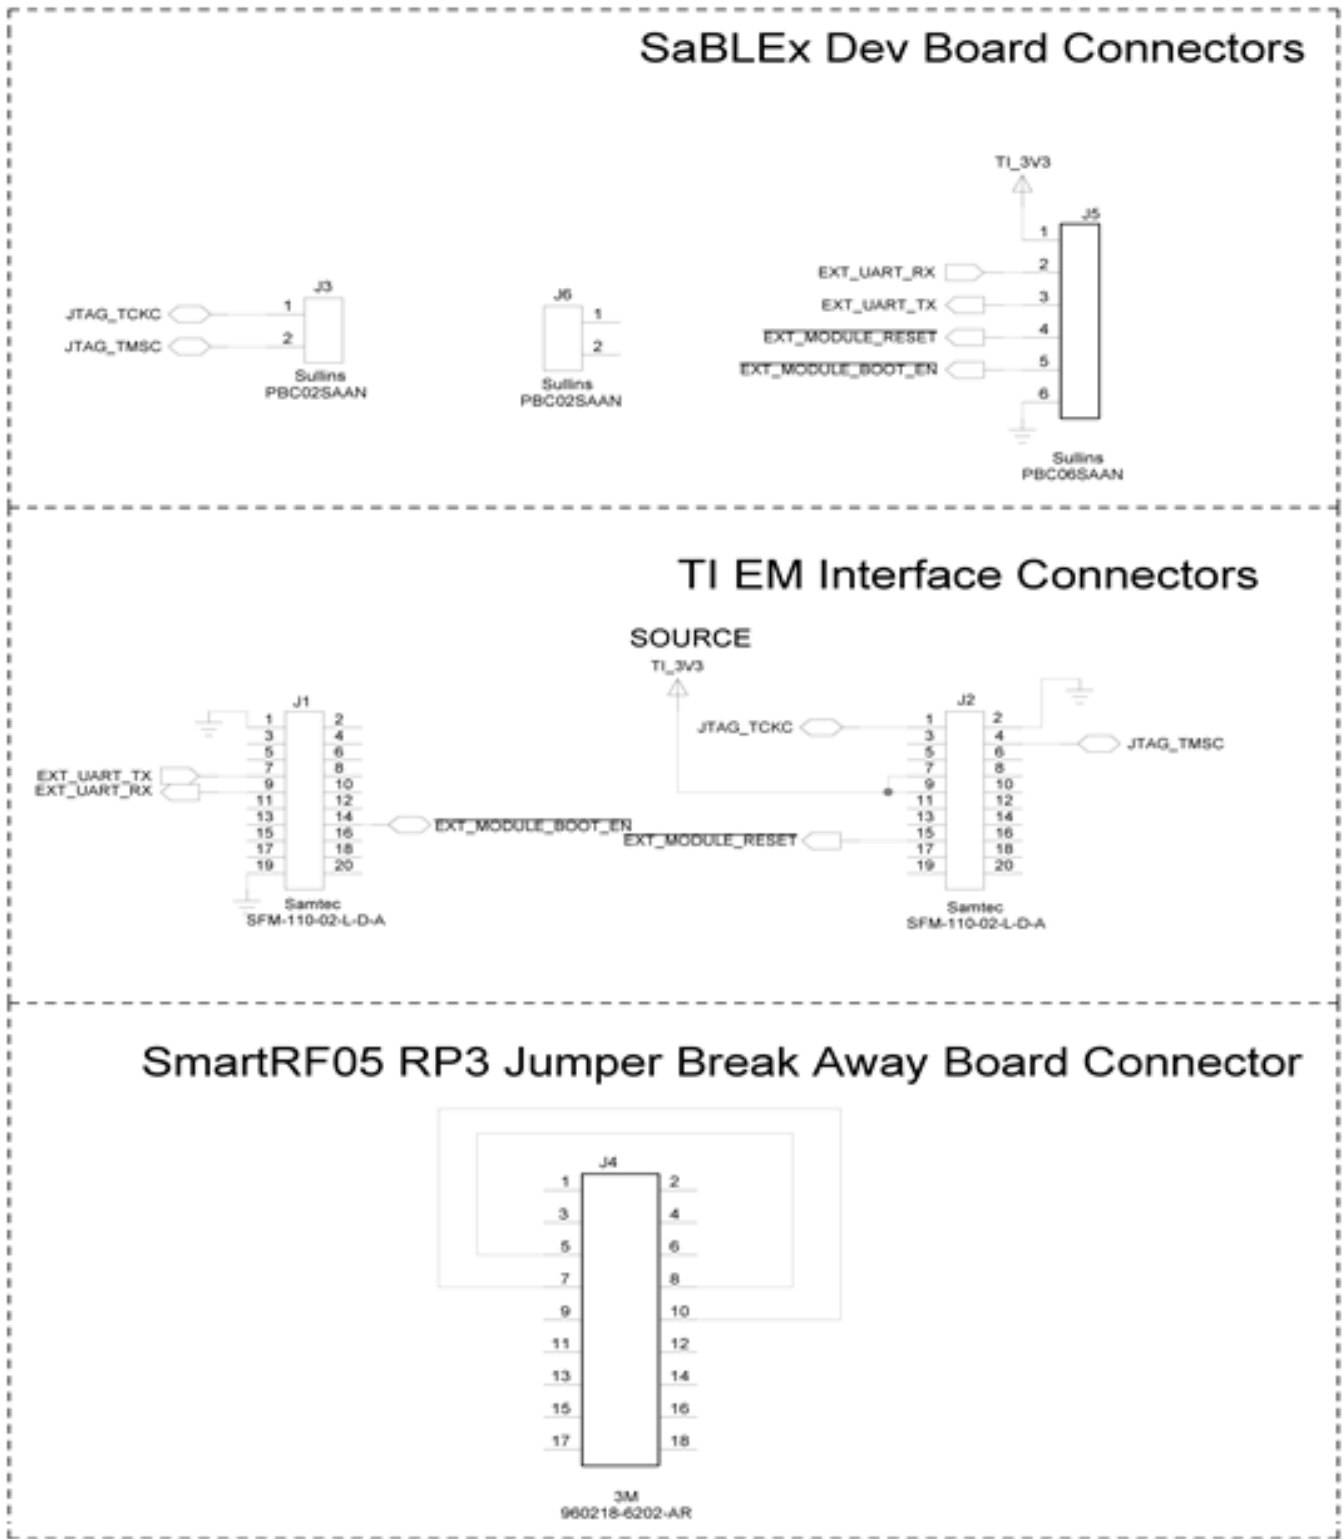 SaBLEx Dev Board Connectors
TI_3V3
J5
1
EXT_UART_RX 2
EXT_UART_TX 3
EXT_MODULE_RESET 4
EXT_MODULE_BOOT_EN 5
6
Sullins
PBC06SAAN
J3
JTAG_TCKC 1
JTAG_TMSC 2
Sullins
PBC02SAAN
J6
1
2
Sullins
PBC02SAAN
TI EM Interface Connectors
SOURCE
TI_3V3
J1
1 2
3 4
5 6
EXT_UART_TX 7 8
EXT_UART_RX 9 10
11 12
13 14 EXT_MODULE_BOOT_EN
15 16
17 18
19 20
Samtec
SFM-110-02-L-D-A
J2
JTAG_TCKC 1 2
3 4 JTAG_TMSC
5 6
7 8
9 10
11 12
13 14
EXT_MODULE_RESET 15 16
17 18
19 20
Samtec
SFM-110-02-L-D-A
SmartRF05 RP3 Jumper Break Away Board Connector
J4
1 2
3 4
5 6
7 8
9 10
11 12
13 14
15 16
17 18
3M
960218-6202-AR